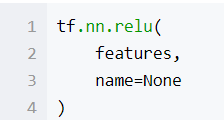 1 tf.nn.relu(
2     features,
3     name=None
4 )